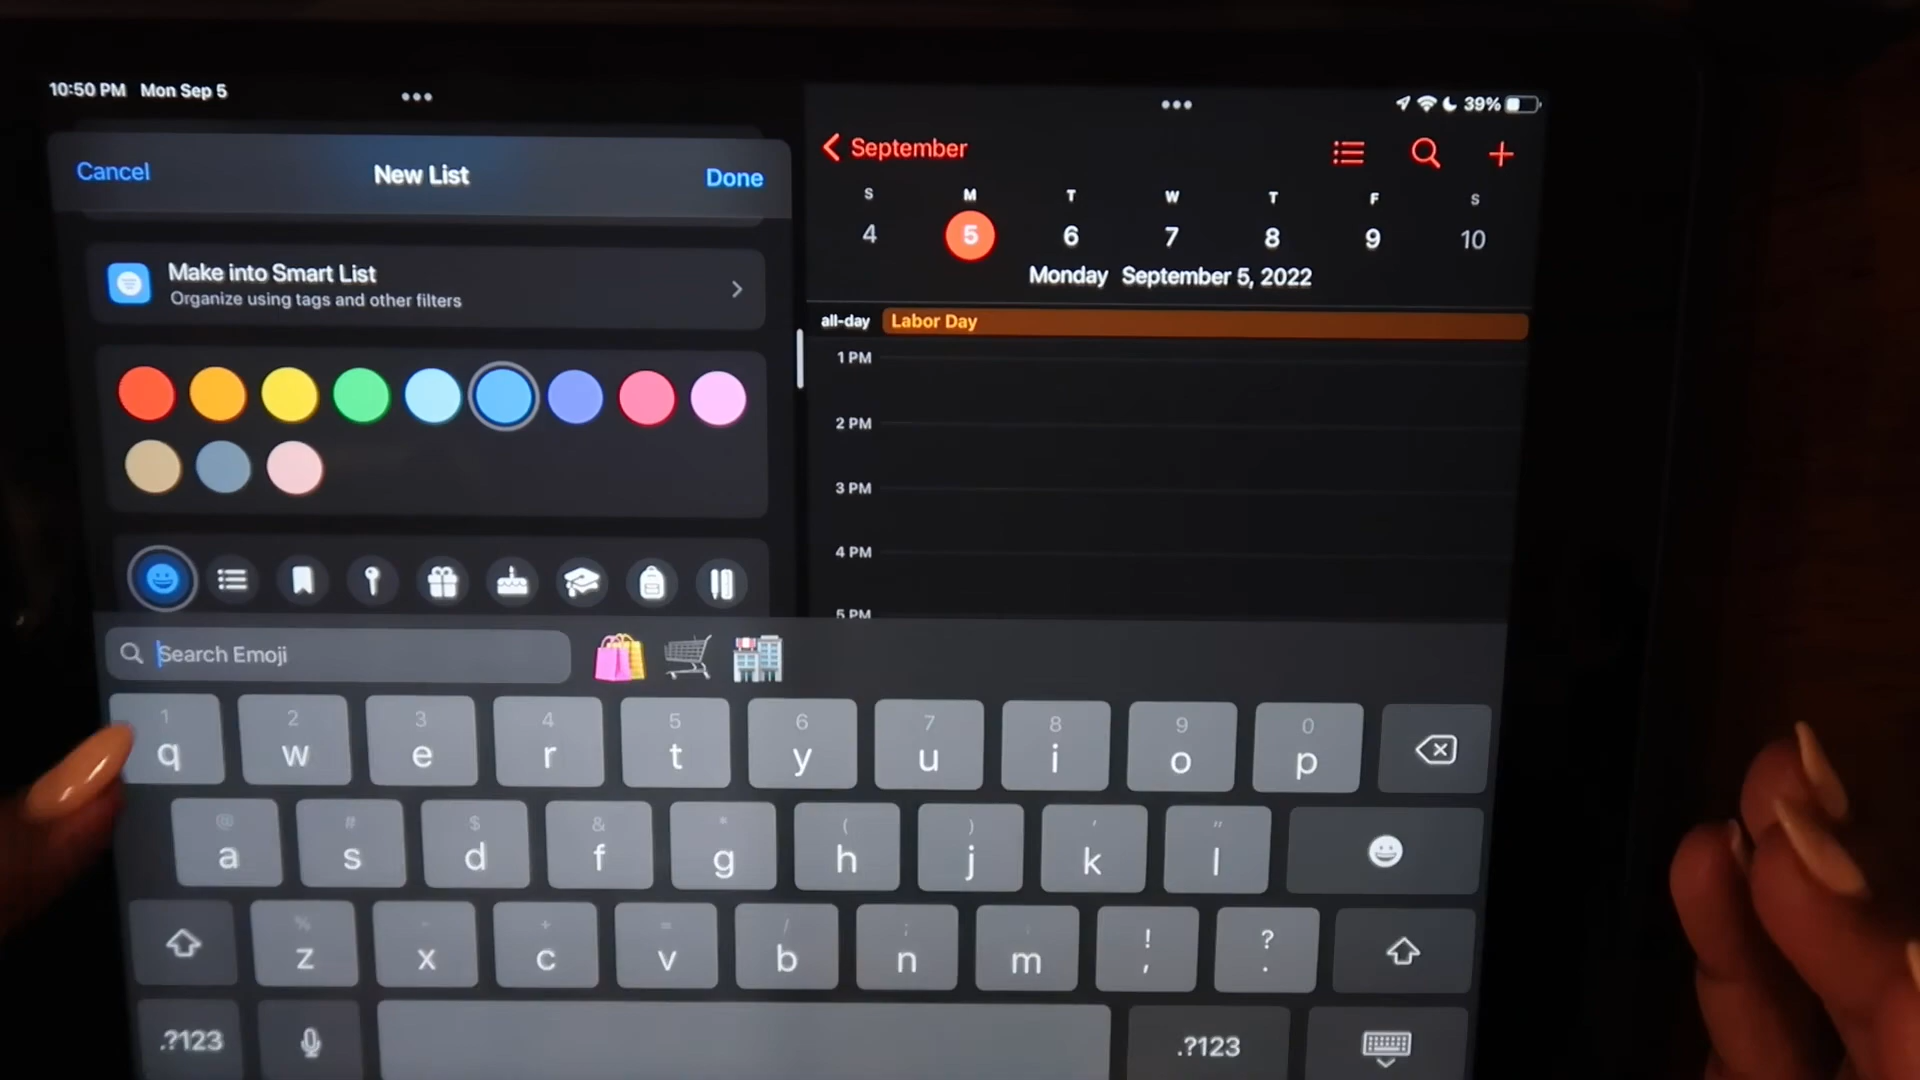 10:50 PM Mon Sep 5
39%
Cancel
New List
Done
Make into Smart List
Organize using tags and other filters
Search Emoji
September
S M T W T F S
4 5 6 7 8 9 10
Monday September 5, 2022
all-day Labor Day
1 PM
2 PM
3 PM
4 PM
5 PM
1 2 3 4 5 6 7 8 9 0
q w e r t y u i o p
@ # $ & * ( ) ' "
a s d f g h j k l
% - + = / ; ! ?
z x c v b n m , .
.?123 .?123